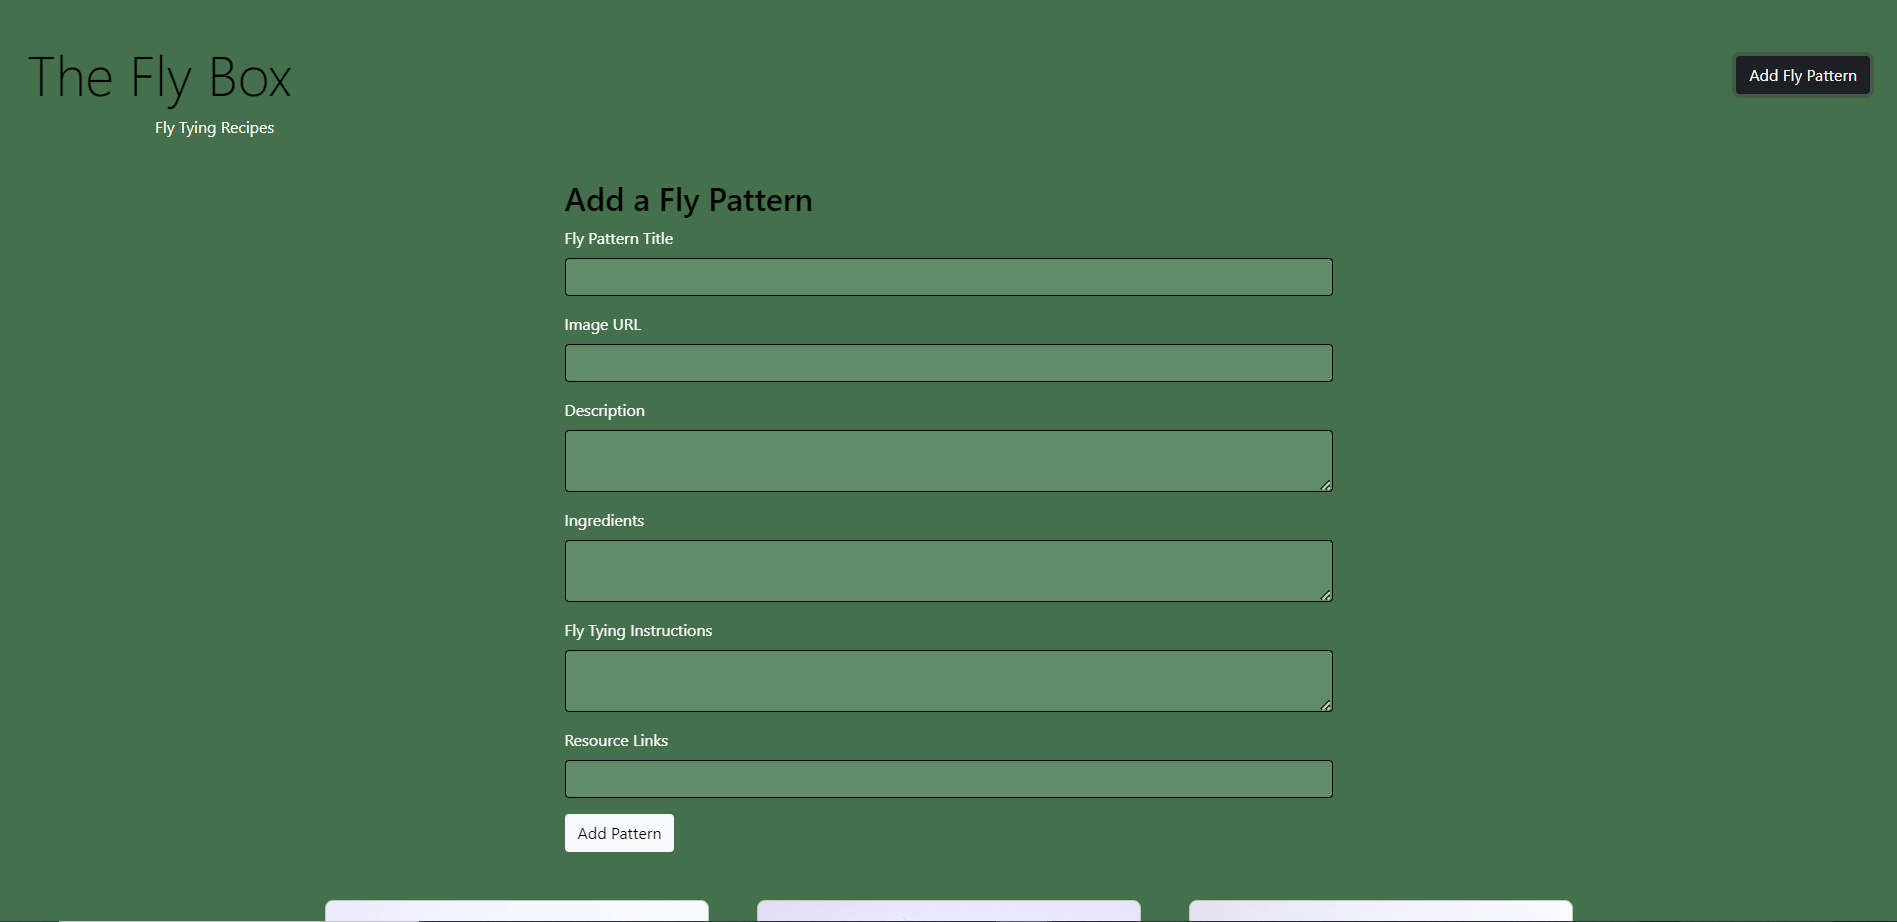 The Fly Box
Fly Tying Recipes
Add Fly Pattern
Add a Fly Pattern
Fly Pattern Title
Image URL
Description
Ingredients
Fly Tying Instructions
Resource Links
Add Pattern